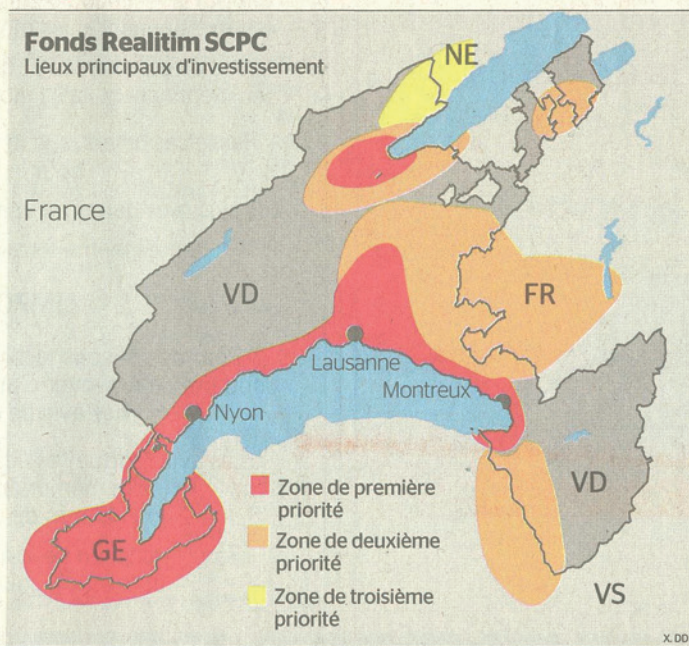 Fonds Realitim SCPC
Lieux principaux d'investissement
NE
France
VD
FR
Lausanne
Montreux
Nyon
VD
GE
VS
Zone de première
priorité
Zone de deuxième
priorité
Zone de troisième
priorité
X. DD